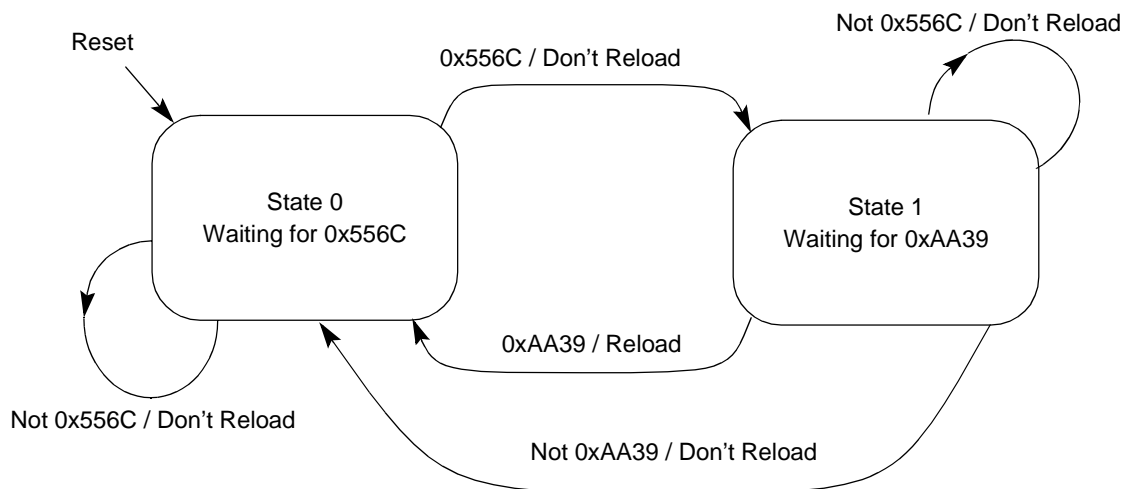 Reset
0x556C / Don't Reload
Not 0x556C / Don't Reload
State 0
Waiting for 0x556C
State 1
Waiting for 0xAA39
0xAA39 / Reload
Not 0x556C / Don't Reload
Not 0xAA39 / Don't Reload